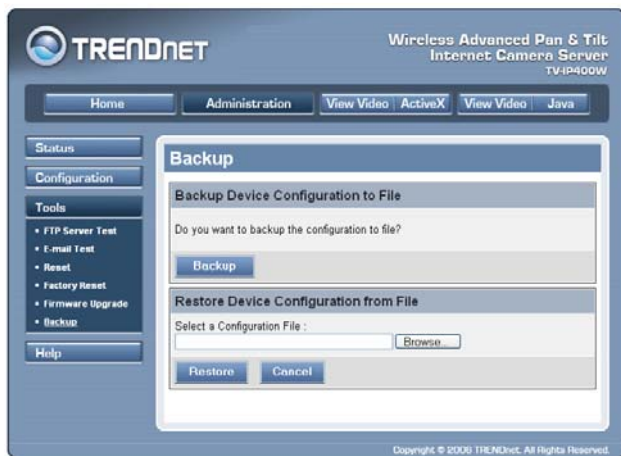 TRENDNET
Wireless Advanced Pan & Tilt
Internet Camera Server
TV-IP400W
Home
Administration
View Video ActiveX
View Video Java
Status
Configuration
Tools
• FTP Server Test
• E-mail Test
• Reset
• Factory Reset
• Firmware Upgrade
• Backup
Help
Backup
Backup Device Configuration to File
Do you want to backup the configuration to file?
Backup
Restore Device Configuration from File
Select a Configuration File :
Browse...
Restore
Cancel
Copyright © 2006 TRENDnet. All Rights Reserved.